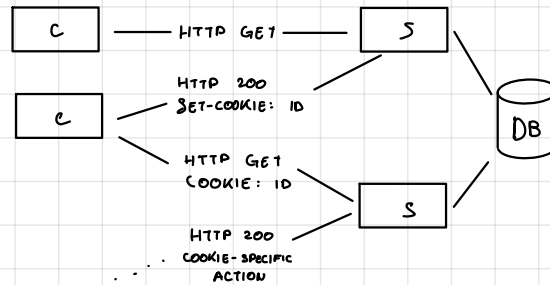 C
HTTP GET
S
HTTP 200
SET-COOKIE: ID
C
DB
HTTP GET
COOKIE: ID
S
HTTP 200
COOKIE-SPECIFIC
ACTION